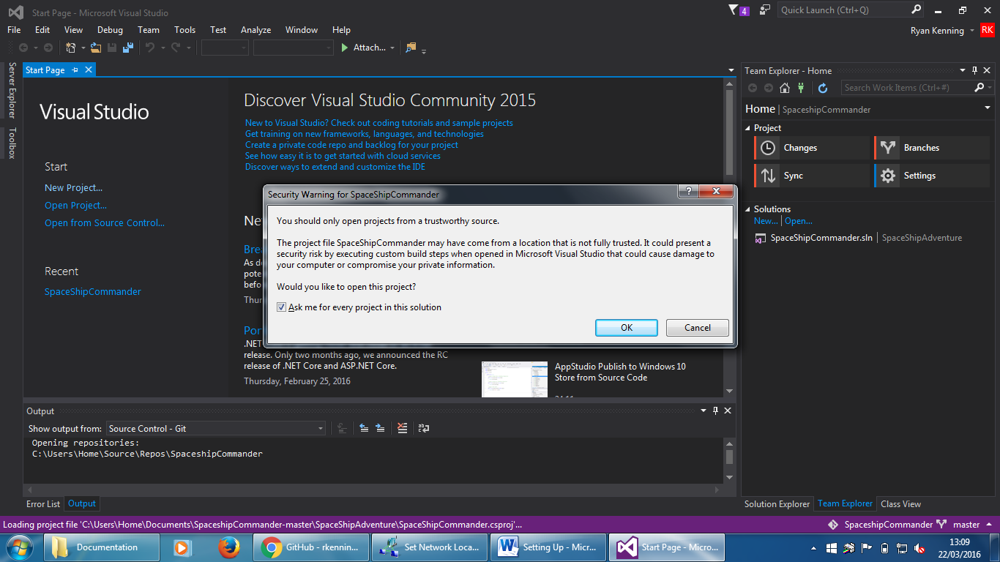 Start Page - Microsoft Visual Studio
4
Quick Launch (Ctrl+Q)
File Edit View Debug Team Tools Test Analyze Window Help
Ryan Kenning RK
Attach...
Server Explorer
Toolbox
Start Page
Visual Studio
Start
New Project...
Open Project...
Open from Source Control...
Recent
SpaceShipCommander
Discover Visual Studio Community 2015
New to Visual Studio? Check out coding tutorials and sample projects
Get training on new frameworks, languages, and technologies
Create a private code repo and backlog for your project
See how easy it is to get started with cloud services
Discover ways to extend and customize the IDE
Ne
Brea
As de
poter
befo
Thur
Port
.NET
release. Only two months ago, we announced the RC
release of .NET Core and ASP.NET Core.
Thursday, February 25, 2016
AppStudio Publish to Windows 10
Store from Source Code
Security Warning for SpaceShipCommander
You should only open projects from a trustworthy source.
The project file SpaceShipCommander may have come from a location that is not fully trusted. It could present a
security risk by executing custom build steps when opened in Microsoft Visual Studio that could cause damage to
your computer or compromise your private information.
Would you like to open this project?
Ask me for every project in this solution
OK Cancel
Team Explorer - Home
Search Work Items (Ctrl+#)
Home | SpaceshipCommander
Project
Changes Branches
Sync Settings
Solutions
New... | Open...
SpaceShipCommander.sln | SpaceShipAdventure
Output
Show output from: Source Control - Git
Opening repositories:
C:\Users\Home\Source\Repos\SpaceshipCommander
Error List Output
Solution Explorer Team Explorer Class View
Loading project file 'C:\Users\Home\Documents\SpaceshipCommander-master\SpaceShipAdventure\SpaceShipCommander.csproj'...
SpaceshipCommander master
Documentation
GitHub - rkennin...
Set Network Loca...
Setting Up - Micr...
Start Page - Micro...
13:09
22/03/2016